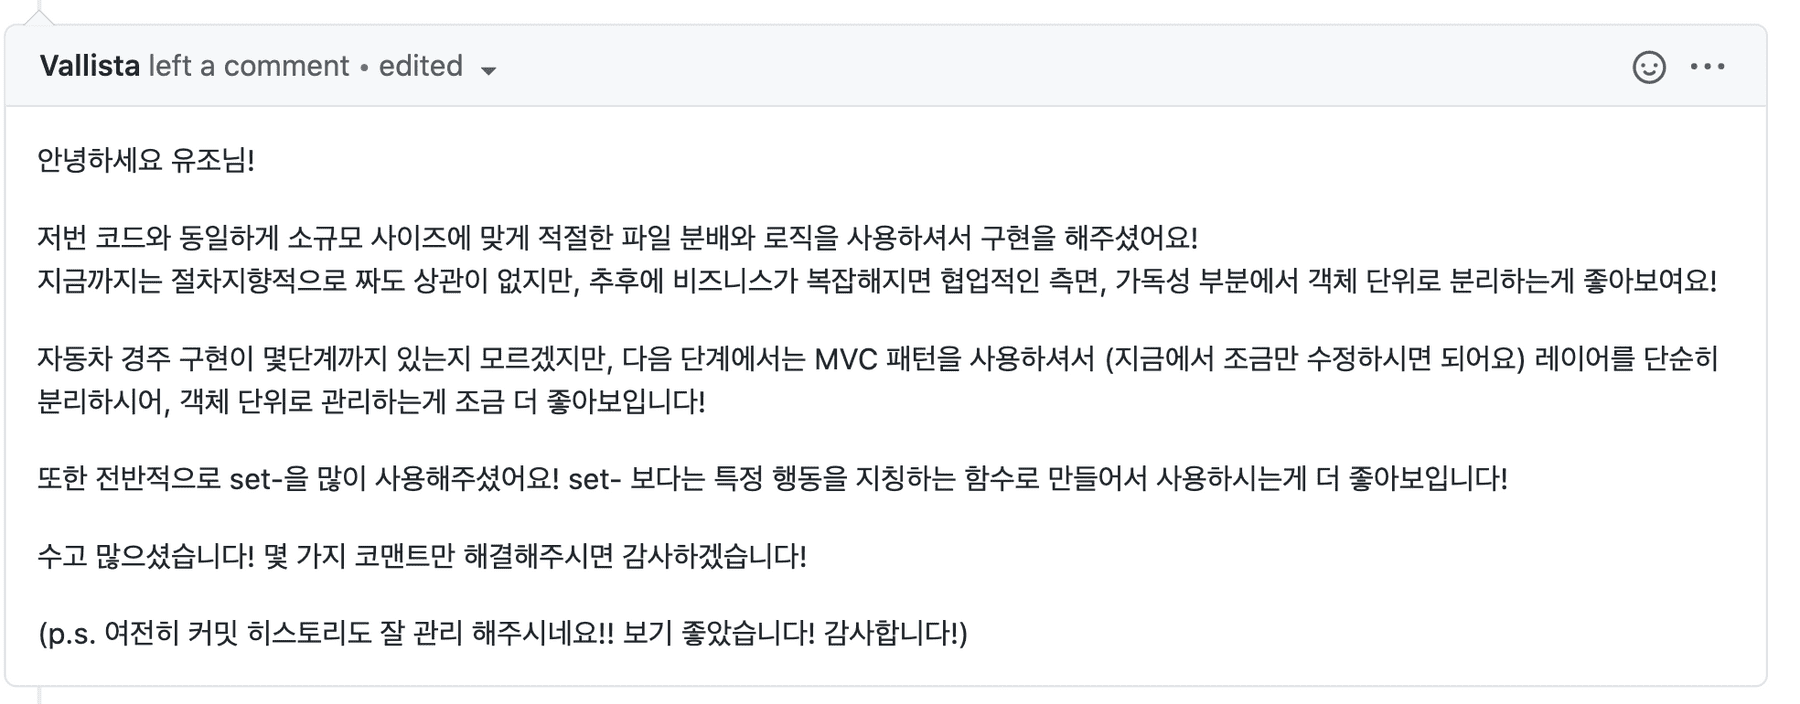 Vallista left a comment • edited
안녕하세요 유조님!
저번 코드와 동일하게 소규모 사이즈에 맞게 적절한 파일 분배와 로직을 사용하셔서 구현을 해주셨어요!
지금까지는 절차지향적으로 짜도 상관이 없지만, 추후에 비즈니스가 복잡해지면 협업적인 측면, 가독성 부분에서 객체 단위로 분리하는게 좋아보여요!
자동차 경주 구현이 몇단계까지 있는지 모르겠지만, 다음 단계에서는 MVC 패턴을 사용하셔서 (지금에서 조금만 수정하시면 되어요) 레이어를 단순히
분리하시어, 객체 단위로 관리하는게 조금 더 좋아보입니다!
또한 전반적으로 set-을 많이 사용해주셨어요! set- 보다는 특정 행동을 지칭하는 함수로 만들어서 사용하시는게 더 좋아보입니다!
수고 많으셨습니다! 몇 가지 코맨트만 해결해주시면 감사하겠습니다!
(p.s. 여전히 커밋 히스토리도 잘 관리 해주시네요!! 보기 좋았습니다! 감사합니다!)